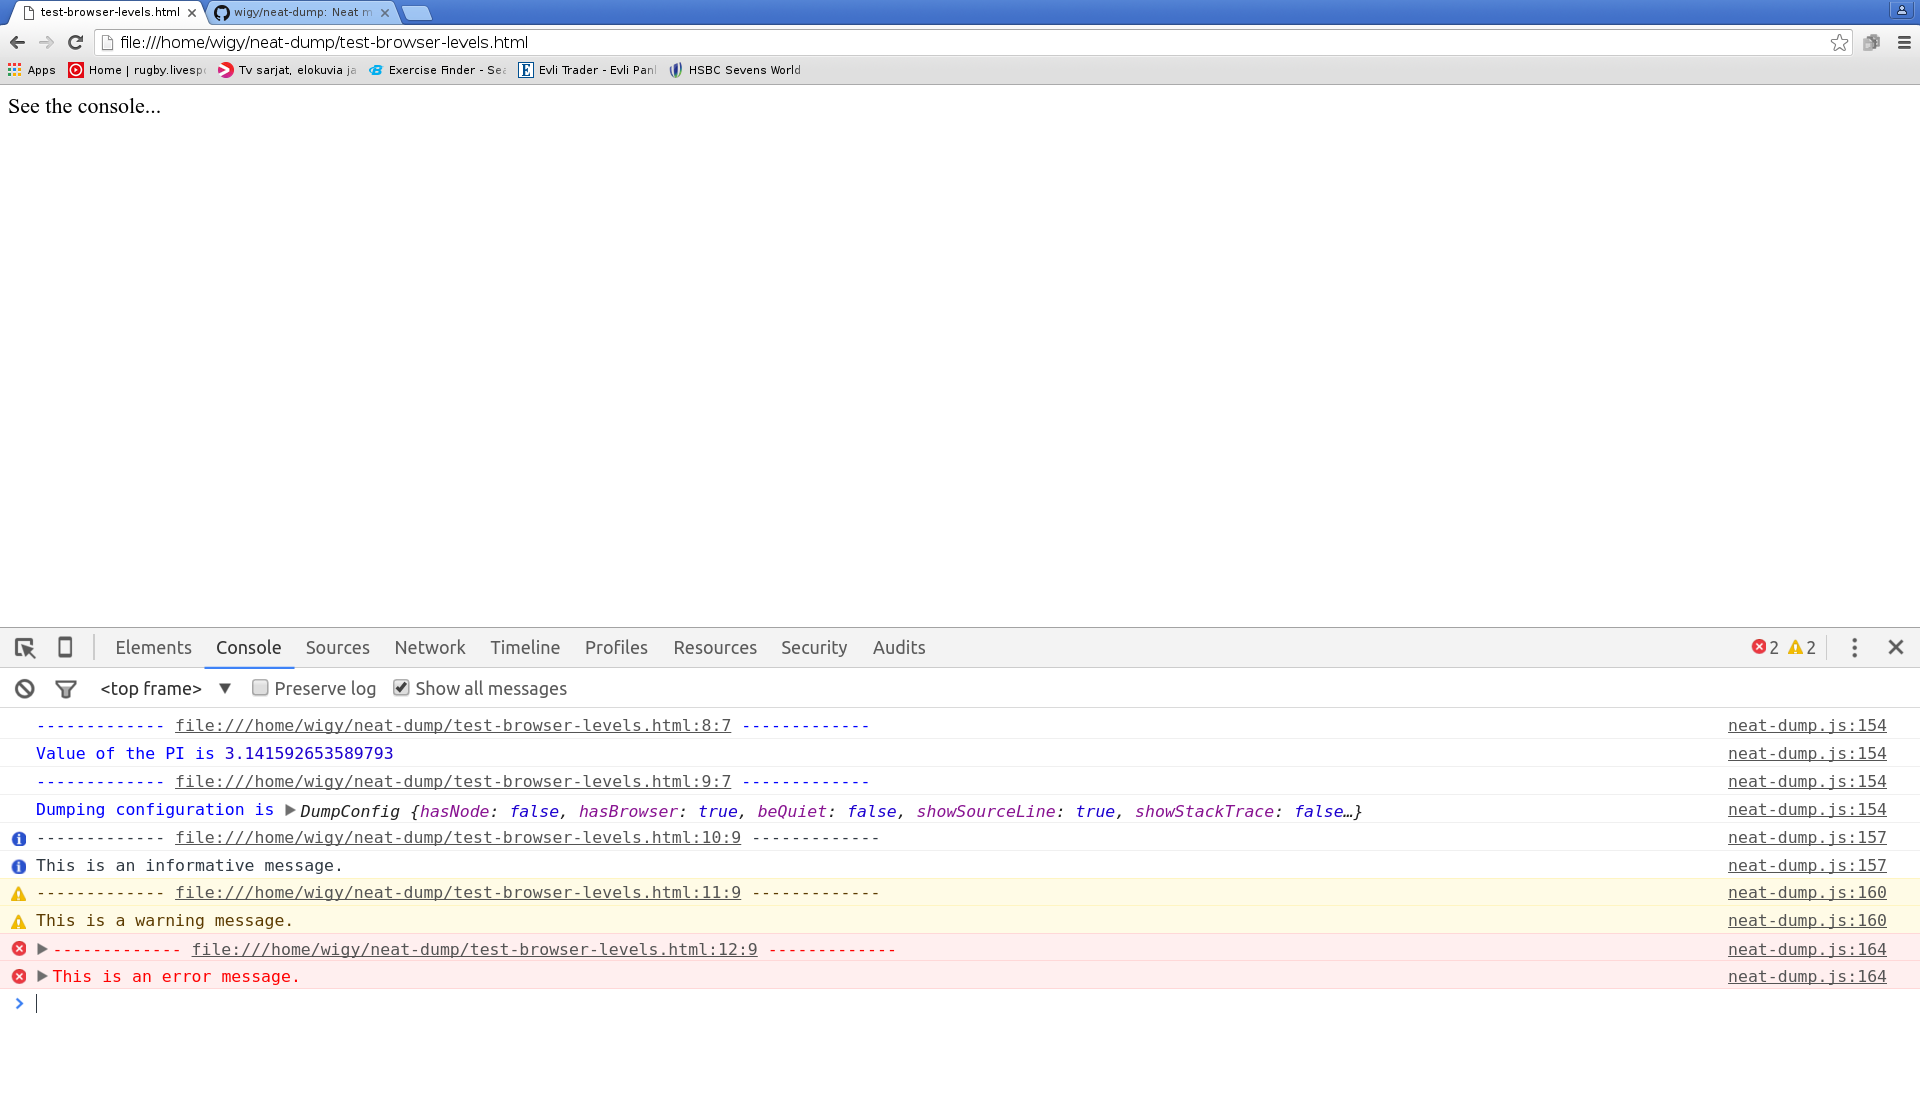 test-browser-levels.html
wigy/neat-dump: Neat m
file:///home/wigy/neat-dump/test-browser-levels.html
Apps
Home | rugby.livesp
Tv sarjat, elokuvia ja
Exercise Finder - Sea
Evli Trader - Evli Pan
HSBC Sevens World
See the console...
Elements Console Sources Network Timeline Profiles Resources Security Audits 2 2
<top frame> Preserve log Show all messages
------------- file:///home/wigy/neat-dump/test-browser-levels.html:8:7 ------------- neat-dump.js:154
Value of the PI is 3.141592653589793 neat-dump.js:154
------------- file:///home/wigy/neat-dump/test-browser-levels.html:9:7 ------------- neat-dump.js:154
Dumping configuration is ▶DumpConfig {hasNode: false, hasBrowser: true, beQuiet: false, showSourceLine: true, showStackTrace: false…} neat-dump.js:154
------------- file:///home/wigy/neat-dump/test-browser-levels.html:10:9 ------------- neat-dump.js:157
This is an informative message. neat-dump.js:157
------------- file:///home/wigy/neat-dump/test-browser-levels.html:11:9 ------------- neat-dump.js:160
This is a warning message. neat-dump.js:160
▶------------- file:///home/wigy/neat-dump/test-browser-levels.html:12:9 ------------- neat-dump.js:164
▶This is an error message. neat-dump.js:164
>